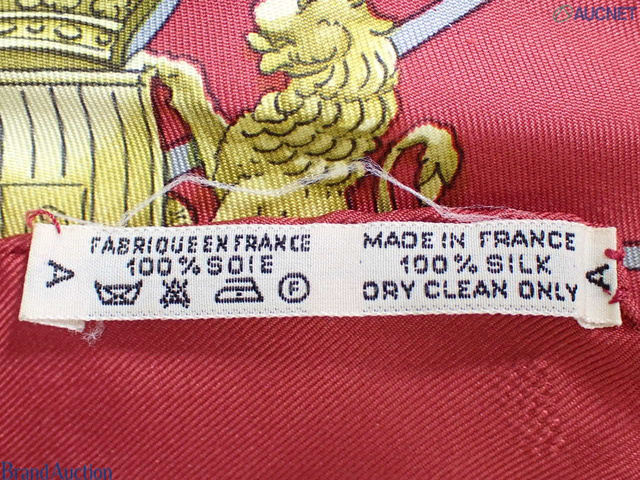 AUCNET
FABRIQUE EN FRANCE
100% SOIE
F
A
MADE IN FRANCE
100% SILK
DRY CLEAN ONLY
A
BrandAuction